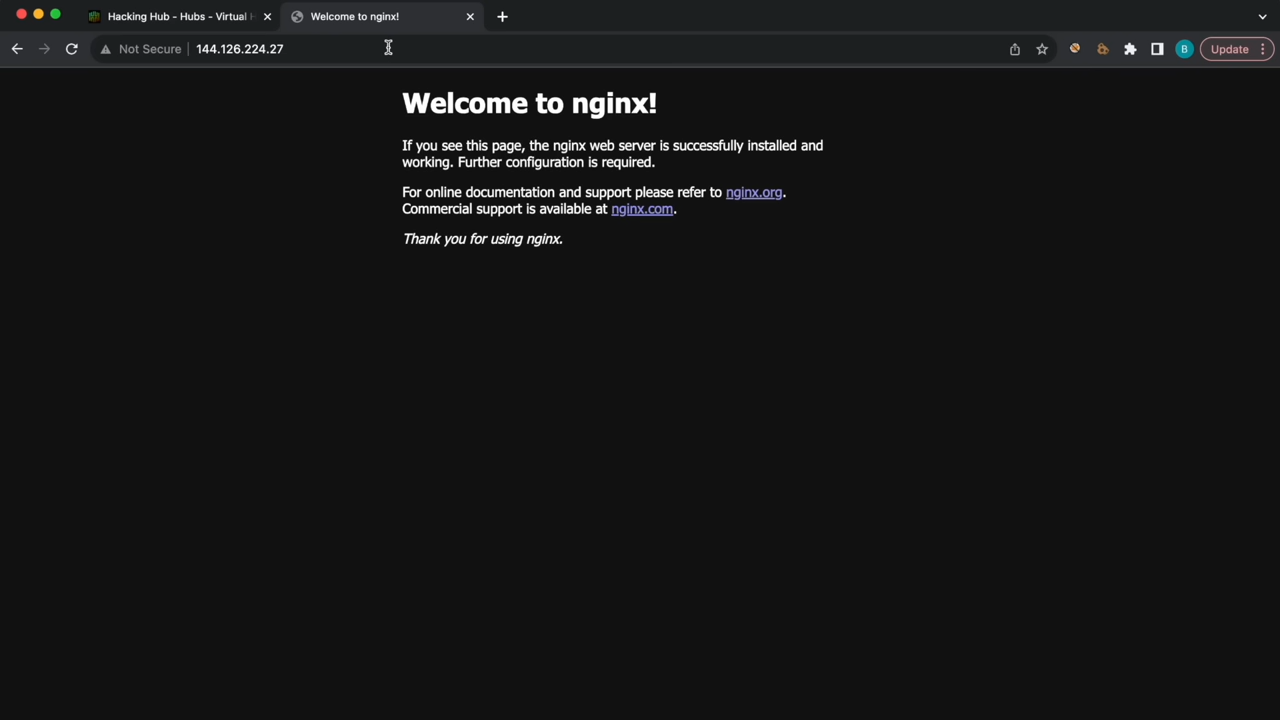 Hacking Hub - Hubs - Virtual H
Welcome to nginx!
Not Secure
144.126.224.27
B
Update
Welcome to nginx!
If you see this page, the nginx web server is successfully installed and
working. Further configuration is required.
For online documentation and support please refer to nginx.org.
Commercial support is available at nginx.com.
Thank you for using nginx.